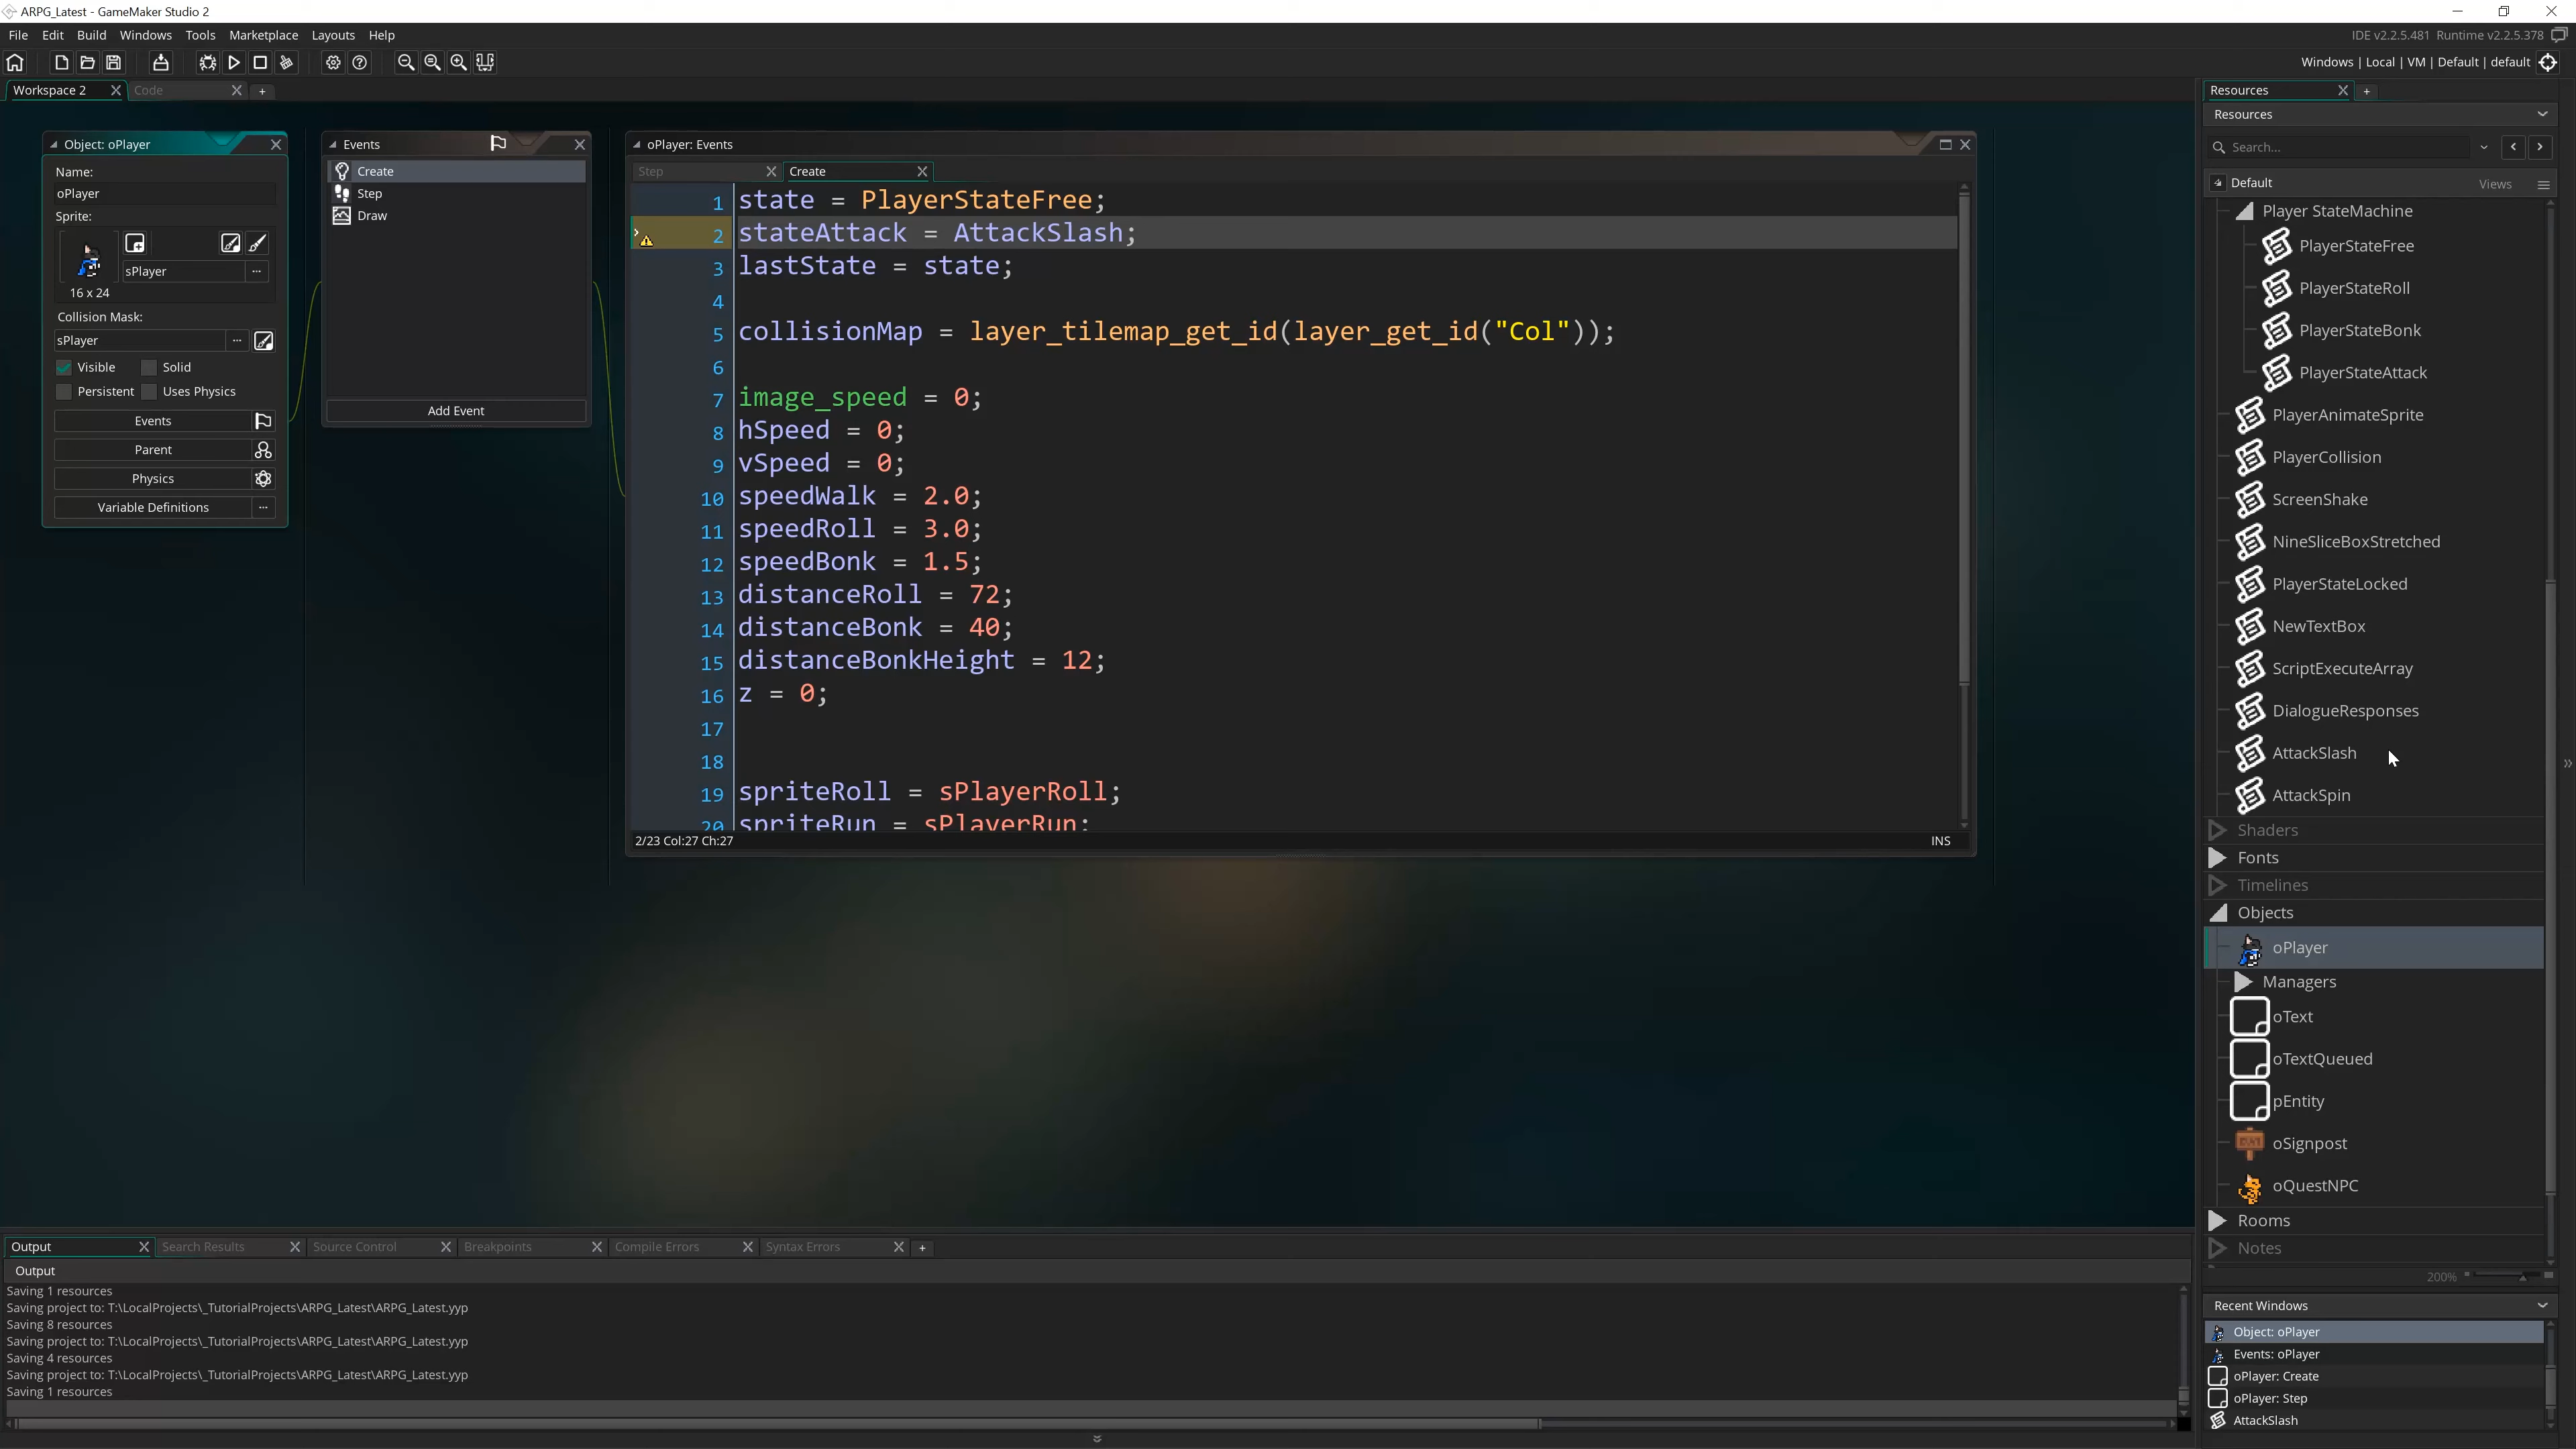 ARPG_Latest - GameMaker Studio 2
File Edit Build Windows Tools Marketplace Layouts Help
IDE v2.2.5.481 Runtime v2.2.5.378
Windows | Local | VM | Default | default
Workspace 2
Code
Object: oPlayer
Name:
oPlayer
Sprite:
sPlayer
16 x 24
Collision Mask:
sPlayer
Visible Solid
Persistent Uses Physics
Events
Parent
Physics
Variable Definitions
Events
Create
Step
Draw
Add Event
oPlayer: Events
Step Create
1 state = PlayerStateFree;
2 stateAttack = AttackSlash;
3 lastState = state;
4
5 collisionMap = layer_tilemap_get_id(layer_get_id("Col"));
6
7 image_speed = 0;
8 hSpeed = 0;
9 vSpeed = 0;
10 speedWalk = 2.0;
11 speedRoll = 3.0;
12 speedBonk = 1.5;
13 distanceRoll = 72;
14 distanceBonk = 40;
15 distanceBonkHeight = 12;
16 z = 0;
17
18
19 spriteRoll = sPlayerRoll;
20 spriteRun = sPlayerRun;
2/23 Col:27 Ch:27
INS
Resources
Resources
Search...
Default
Views
Player StateMachine
PlayerStateFree
PlayerStateRoll
PlayerStateBonk
PlayerStateAttack
PlayerAnimateSprite
PlayerCollision
ScreenShake
NineSliceBoxStretched
PlayerStateLocked
NewTextBox
ScriptExecuteArray
DialogueResponses
AttackSlash
AttackSpin
Shaders
Fonts
Timelines
Objects
oPlayer
Managers
oText
oTextQueued
pEntity
oSignpost
oQuestNPC
Rooms
Notes
200%
Recent Windows
Object: oPlayer
Events: oPlayer
oPlayer: Create
oPlayer: Step
AttackSlash
Output Search Results Source Control Breakpoints Compile Errors Syntax Errors
Output
Saving 1 resources
Saving project to: T:\LocalProjects\_TutorialProjects\ARPG_Latest\ARPG_Latest.yyp
Saving 8 resources
Saving project to: T:\LocalProjects\_TutorialProjects\ARPG_Latest\ARPG_Latest.yyp
Saving 4 resources
Saving project to: T:\LocalProjects\_TutorialProjects\ARPG_Latest\ARPG_Latest.yyp
Saving 1 resources